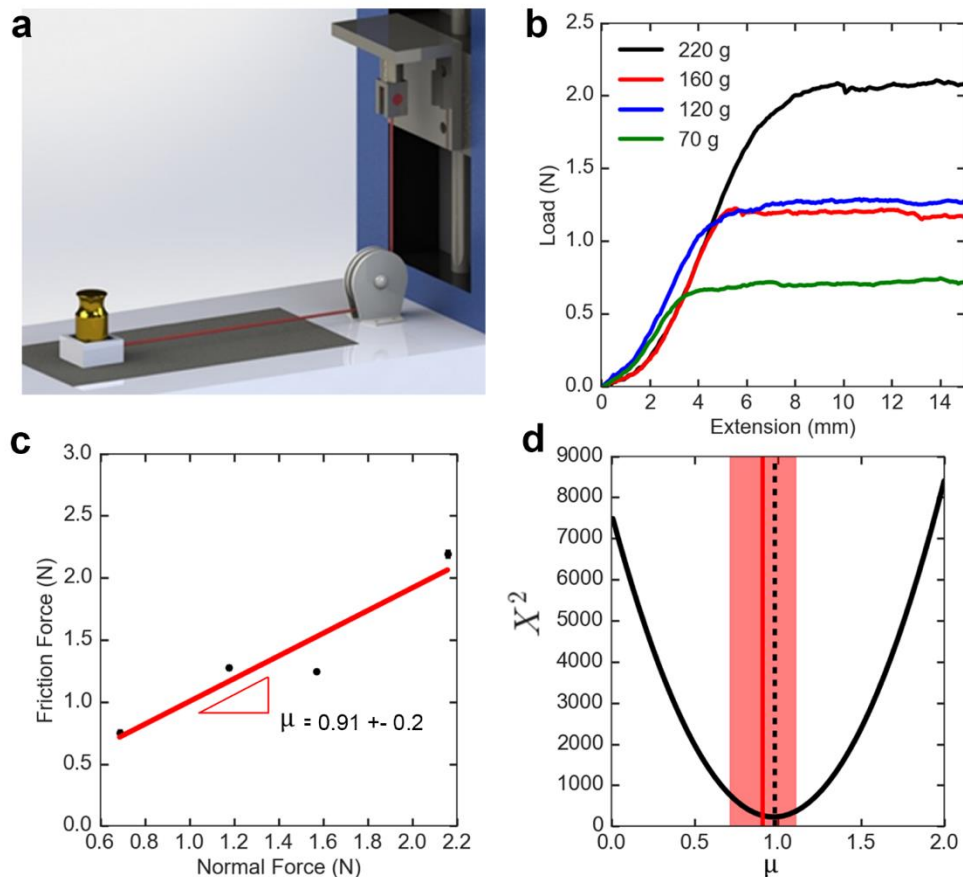 a
b
2.5
2.0
1.5
1.0
0.5
0.0
Load (N)
220 g
160 g
120 g
70 g
0 2 4 6 8 10 12 14
Extension (mm)
c
3.0
2.5
2.0
1.5
1.0
0.5
0.0
Friction Force (N)
μ = 0.91 +- 0.2
0.6 0.8 1.0 1.2 1.4 1.6 1.8 2.0 2.2
Normal Force (N)
d
9000
8000
7000
6000
5000
4000
3000
2000
1000
0
X²
0.0 0.5 1.0 1.5 2.0
μ